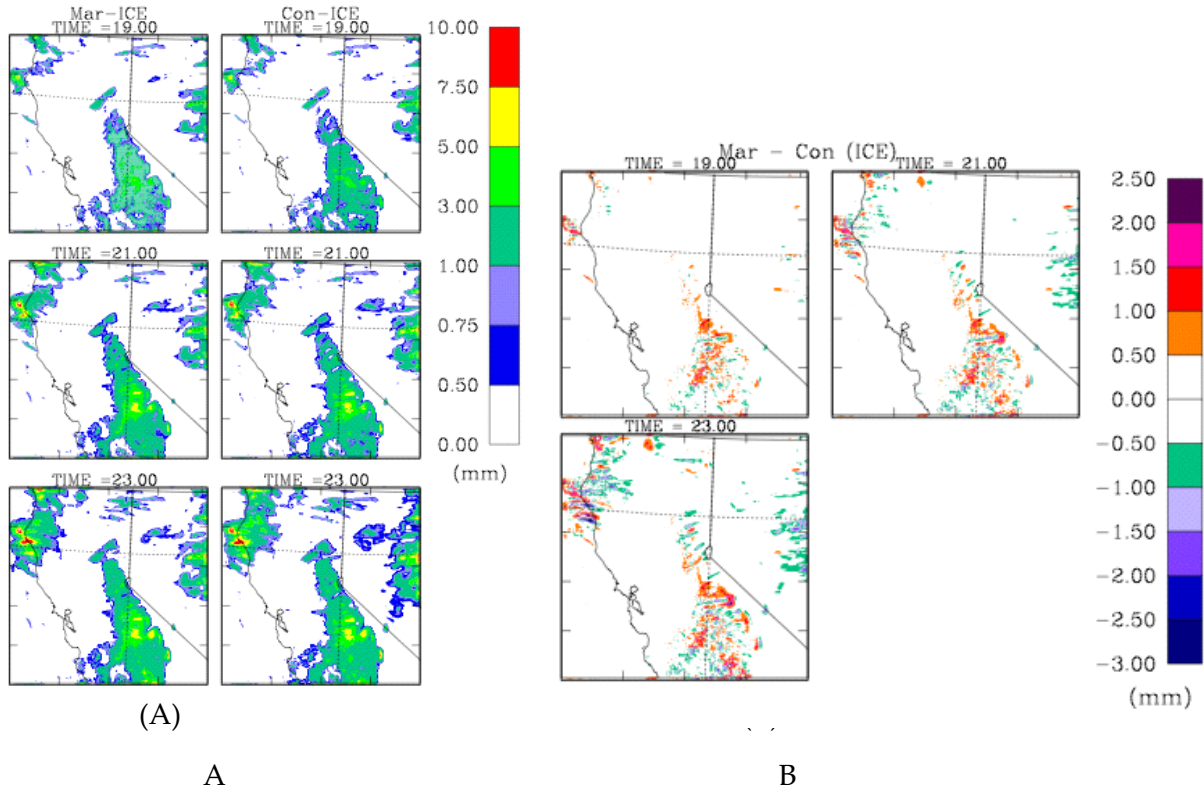 Mar-ICE Con-ICE
TIME =19.00 TIME =19.00
TIME =21.00 TIME =21.00
TIME =23.00 TIME =23.00
10.00
7.50
5.00
3.00
1.00
0.75
0.50
0.00
(mm)
(A)
A
Mar - Con (ICE)
TIME = 19.00 TIME = 21.00
TIME = 23.00
2.50
2.00
1.50
1.00
0.50
0.00
-0.50
-1.00
-1.50
-2.00
-2.50
-3.00
(mm)
B